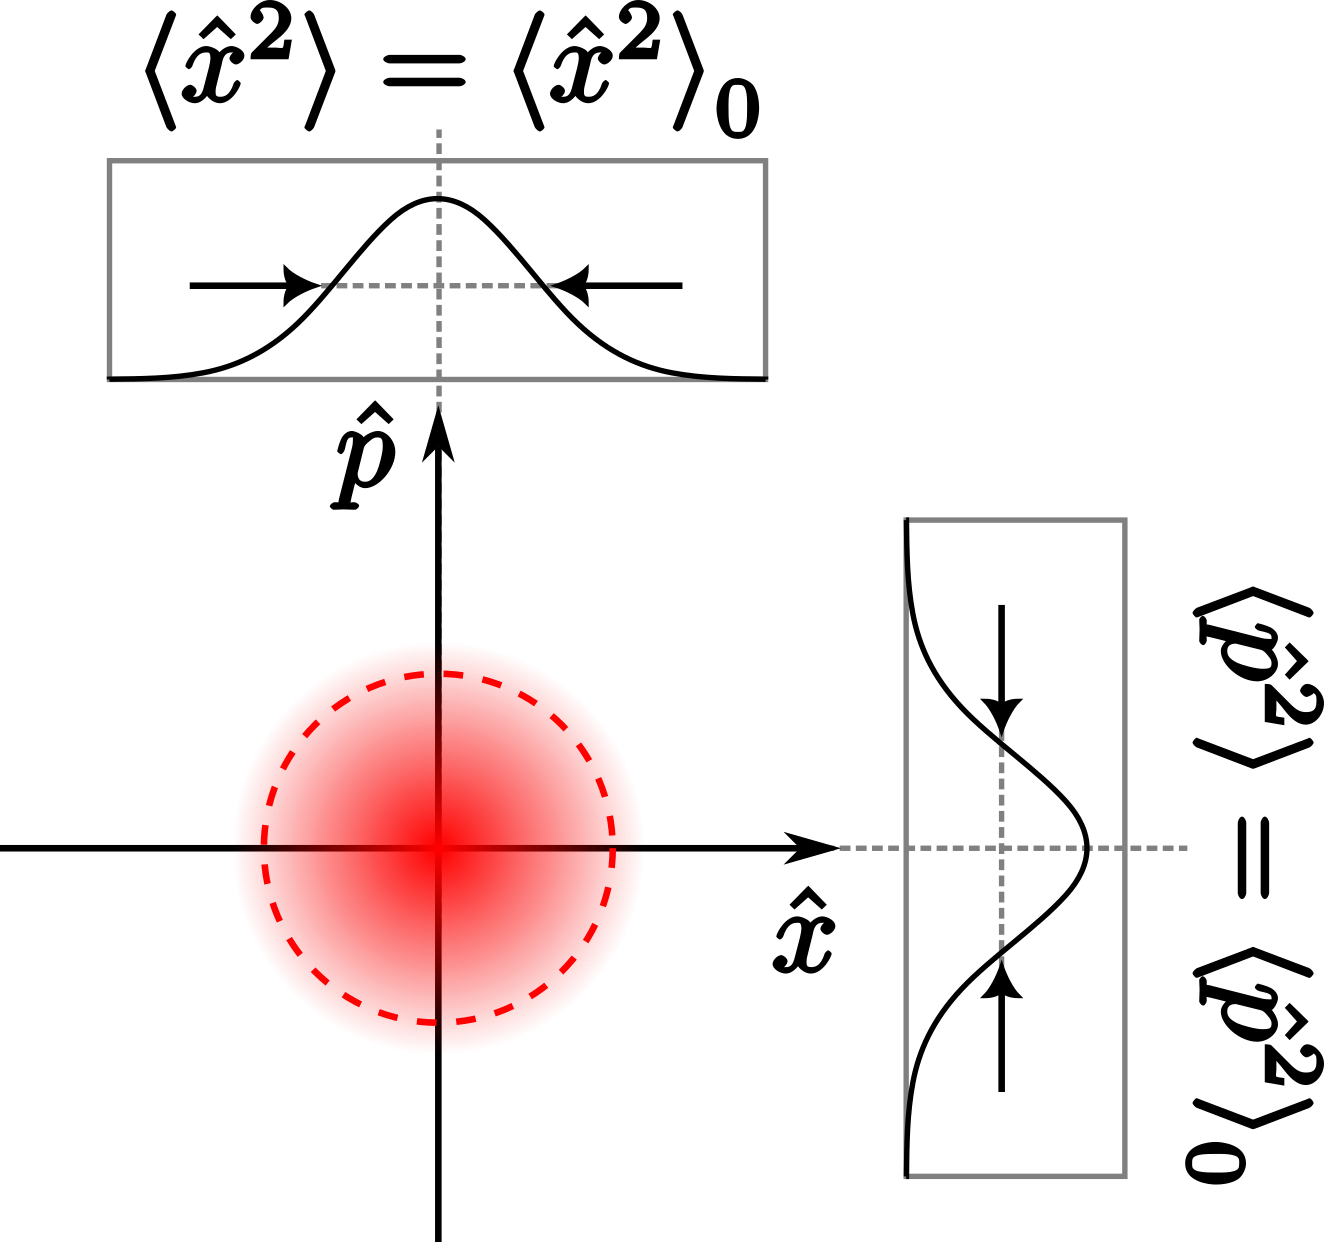 ⟨x̂²⟩ = ⟨x̂²⟩₀
p̂
x̂
⟨p̂²⟩ = ⟨p̂²⟩₀